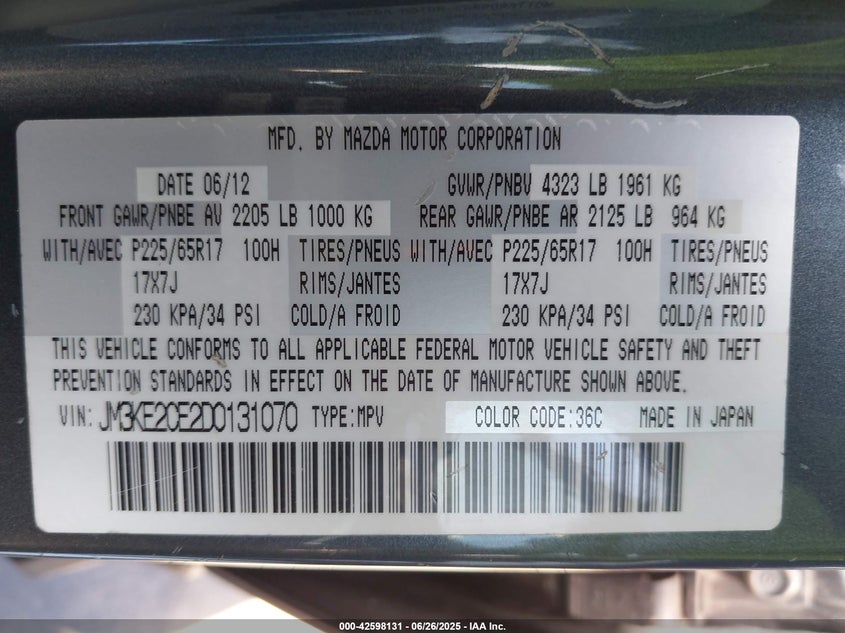 MFD. BY MAZDA MOTOR CORPORATION
DATE 06/12 GVWR/PNBV 4323 LB 1961 KG
FRONT GAWR/PNBE AV 2205 LB 1000 KG REAR GAWR/PNBE AR 2125 LB 964 KG
WITH/AVEC P225/65R17 100H TIRES/PNEUS WITH/AVEC P225/65R17 100H TIRES/PNEUS
17X7J RIMS/JANTES 17X7J RIMS/JANTES
230 KPA/34 PSI COLD/A FROID 230 KPA/34 PSI COLD/A FROID
THIS VEHICLE CONFORMS TO ALL APPLICABLE FEDERAL MOTOR VEHICLE SAFETY AND THEFT
PREVENTION STANDARDS IN EFFECT ON THE DATE OF MANUFACTURE SHOWN ABOVE.
VIN: JM3KE2CE2D0131070 TYPE:MPV COLOR CODE:36C MADE IN JAPAN
000-42598131 - 06/26/2025 - IAA Inc.